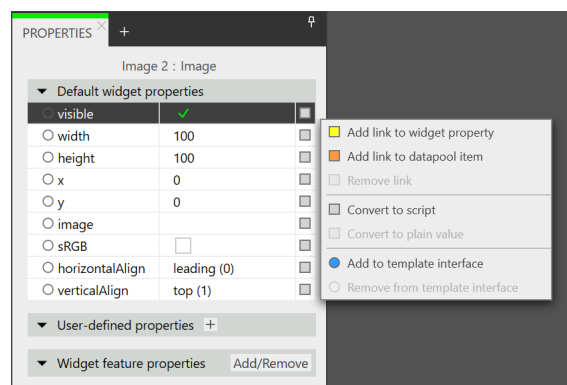 PROPERTIES × +
Image 2 : Image
Default widget properties
visible
width 100
height 100
x 0
y 0
image
sRGB
horizontalAlign leading (0)
verticalAlign top (1)
User-defined properties +
Widget feature properties Add/Remove
Add link to widget property
Add link to datapool item
Remove link
Convert to script
Convert to plain value
Add to template interface
Remove from template interface